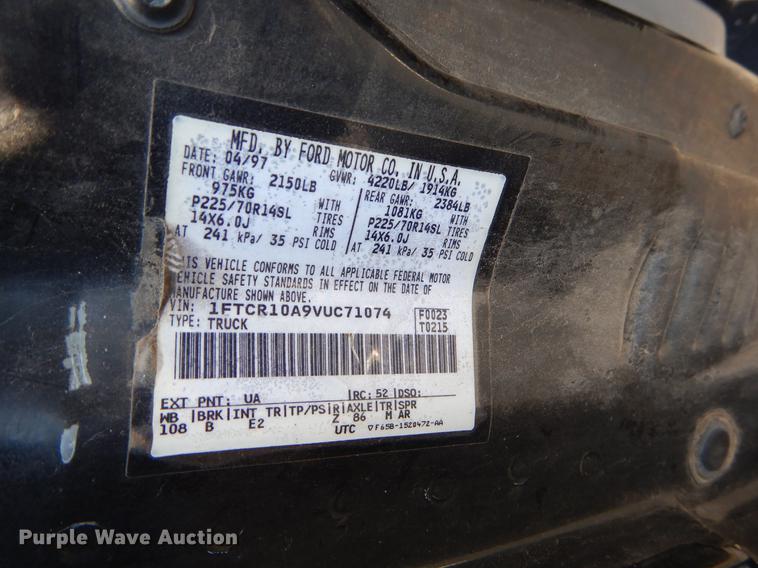 MFD. BY FORD MOTOR CO. IN U.S.A.
DATE: 04/97 GVWR: 4220LB/ 1914KG
FRONT GAWR: 2150LB REAR GAWR: 2384LB
975KG WITH 1081KG WITH
P225/70R14SL TIRES P225/70R14SL TIRES
14X6.0J RIMS 14X6.0J RIMS
AT 241 kPa/ 35 PSI COLD AT 241 kPa/ 35 PSI COLD
THIS VEHICLE CONFORMS TO ALL APPLICABLE FEDERAL MOTOR
VEHICLE SAFETY STANDARDS IN EFFECT ON THE DATE OF
MANUFACTURE SHOWN ABOVE.
VIN: 1FTCR10A9VUC71074 F0023
TYPE: TRUCK T0215
EXT PNT: UA RC: 52 DSO:
WB BRK INT TR TP/PS R AXLE TR SPR
108 B E2 Z 86 M AR
UTC ▽F65B-1520472-AA
Purple Wave Auction